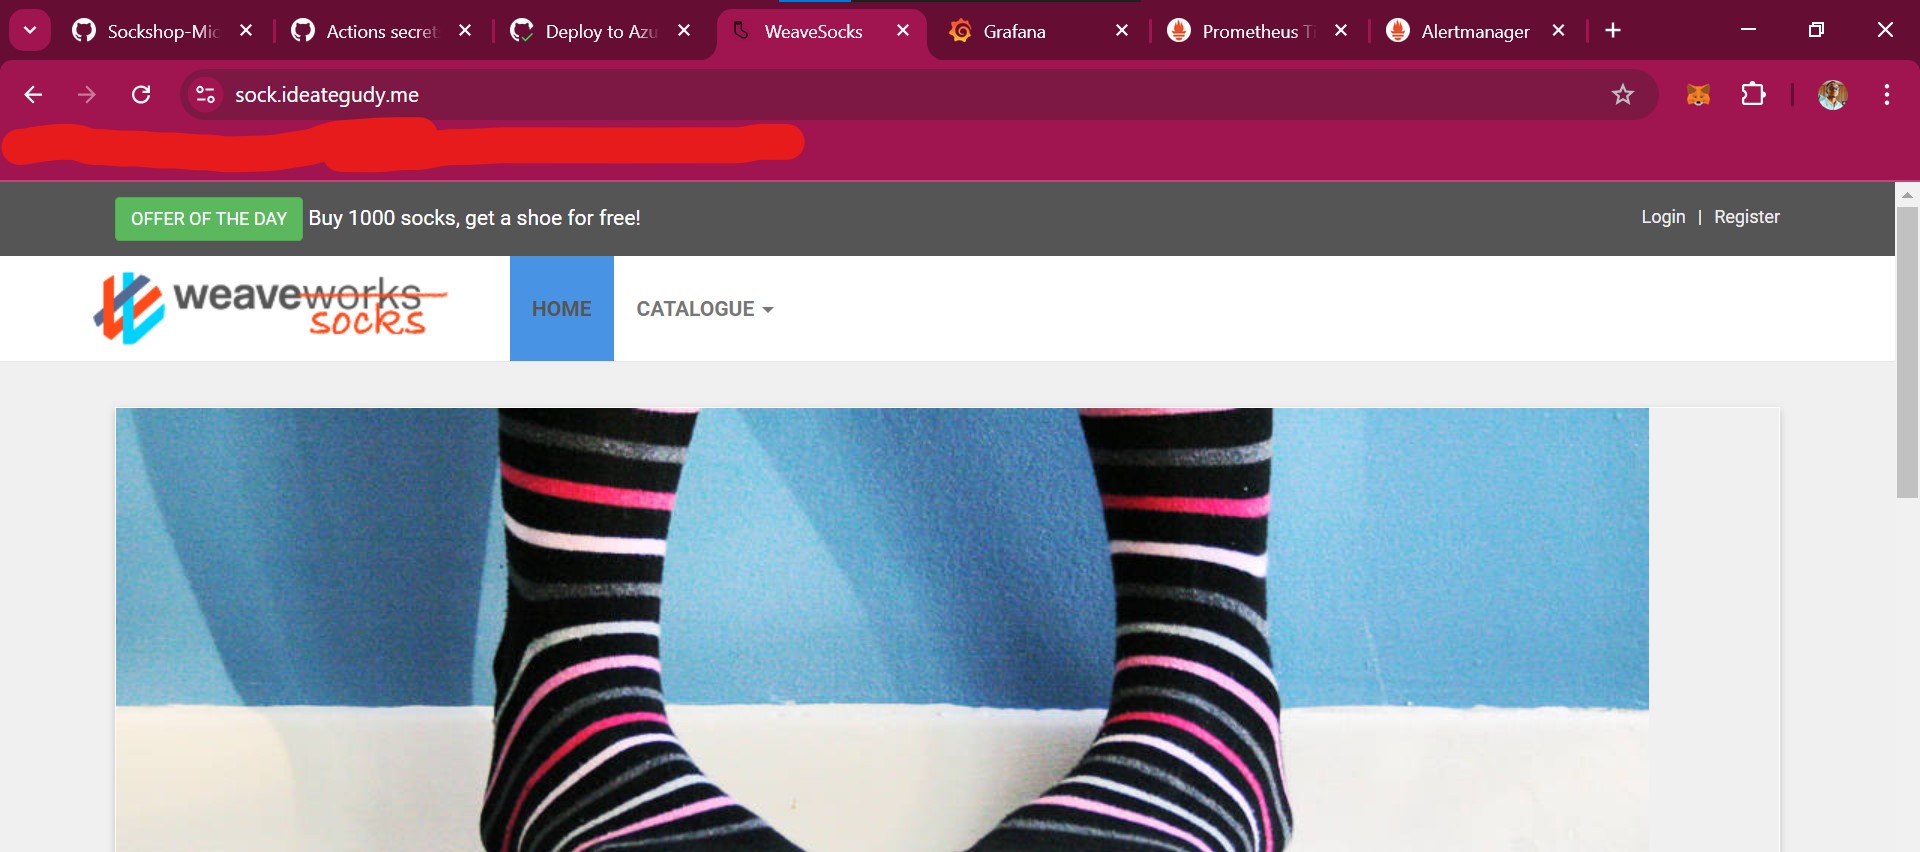 Sockshop-Mic
Actions secret
Deploy to Azu
WeaveSocks
Grafana
Prometheus Ti
Alertmanager
sock.ideategudy.me
OFFER OF THE DAY Buy 1000 socks, get a shoe for free!
Login | Register
weaveworks
socks
HOME
CATALOGUE